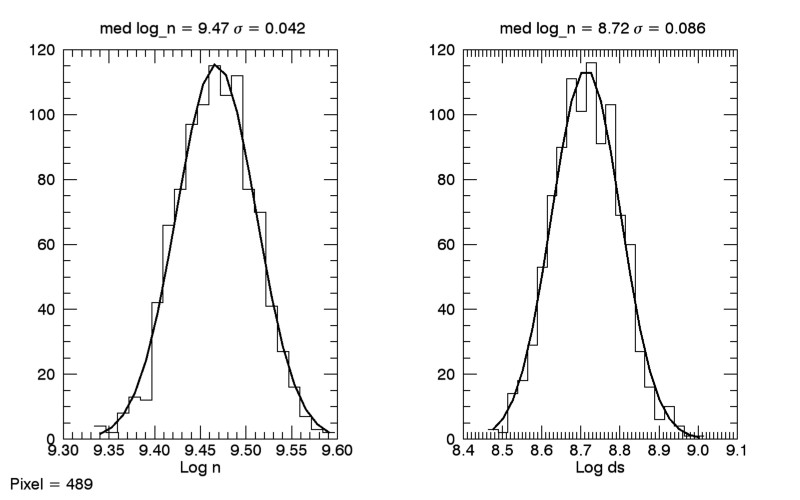 med log_n = 9.47 σ = 0.042
120
100
80
60
40
20
0
9.30 9.35 9.40 9.45 9.50 9.55 9.60
Log n
med log_n = 8.72 σ = 0.086
120
100
80
60
40
20
0
8.4 8.5 8.6 8.7 8.8 8.9 9.0 9.1
Log ds
Pixel = 489